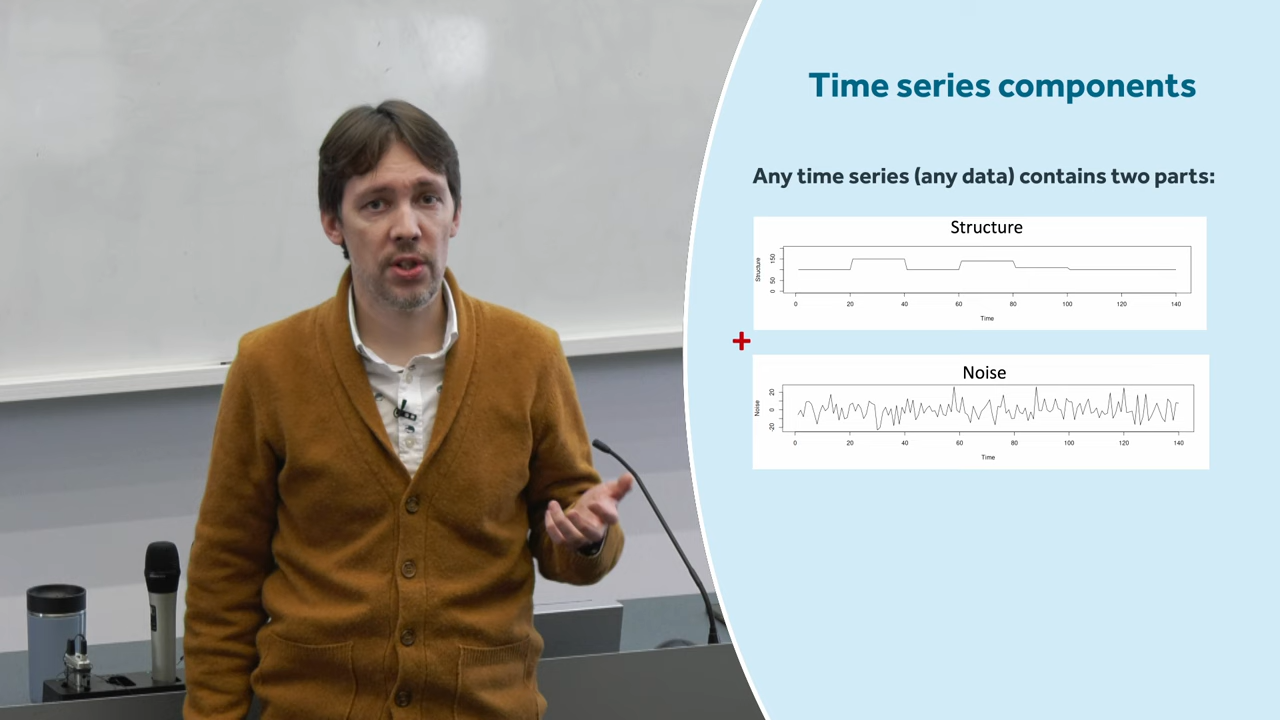 Time series components
Any time series (any data) contains two parts:
Structure
Structure
0 50 150
0 20 40 60 80 100 120 140
Time
+
Noise
Noise
-20 0 20
0 20 40 60 80 100 120 140
Time